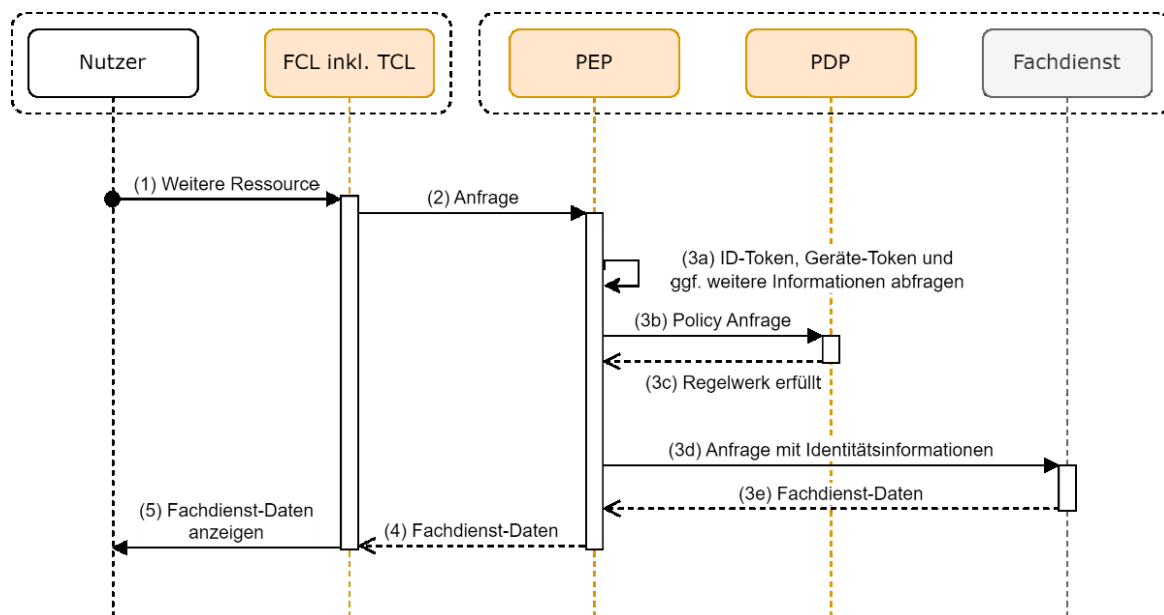 Nutzer
FCL inkl. TCL
PEP
PDP
Fachdienst
(1) Weitere Ressource
(2) Anfrage
(3a) ID-Token, Geräte-Token und
ggf. weitere Informationen abfragen
(3b) Policy Anfrage
(3c) Regelwerk erfüllt
(3d) Anfrage mit Identitätsinformationen
(3e) Fachdienst-Daten
(4) Fachdienst-Daten
(5) Fachdienst-Daten
anzeigen